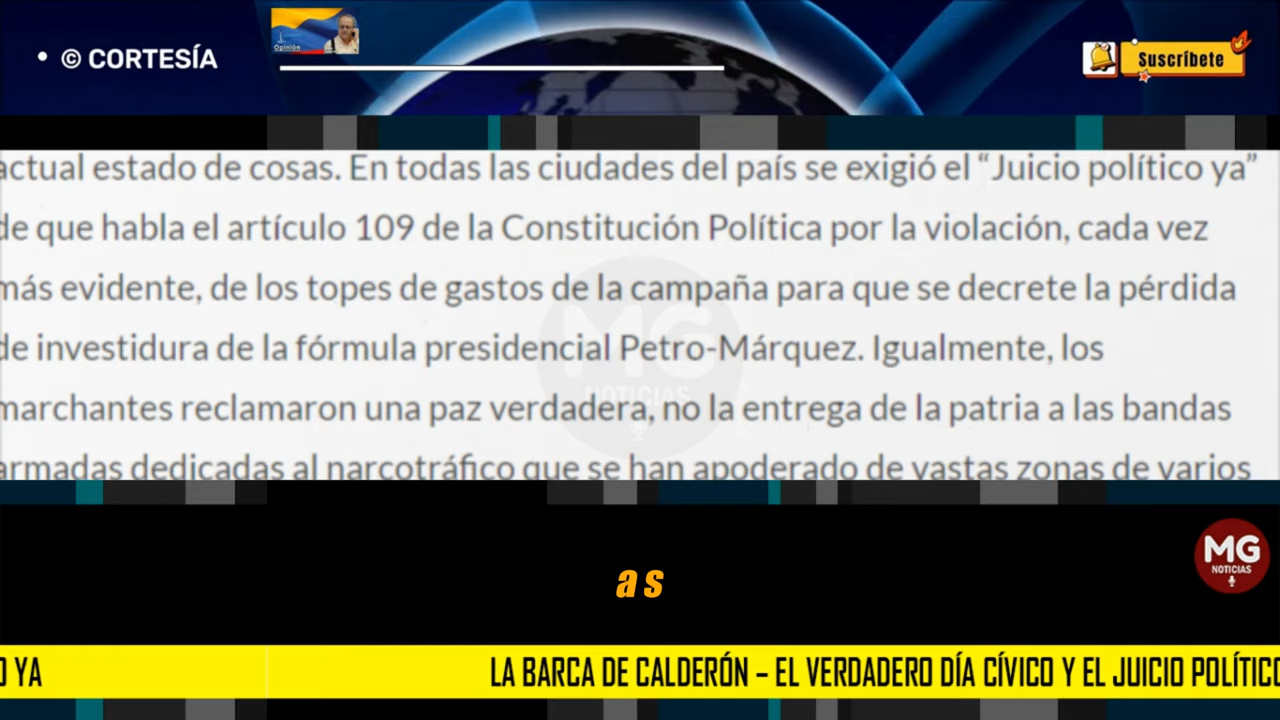 • © CORTESÍA
Opinión
Suscríbete
actual estado de cosas. En todas las ciudades del país se exigió el “Juicio político ya”
de que habla el artículo 109 de la Constitución Política por la violación, cada vez
más evidente, de los topes de gastos de la campaña para que se decrete la pérdida
de investidura de la fórmula presidencial Petro-Márquez. Igualmente, los
marchantes reclamaron una paz verdadera, no la entrega de la patria a las bandas
armadas dedicadas al narcotráfico que se han apoderado de vastas zonas de varios
MG
NOTICIAS
as
MG
NOTICIAS
O YA
LA BARCA DE CALDERÓN – EL VERDADERO DÍA CÍVICO Y EL JUICIO POLÍTICO